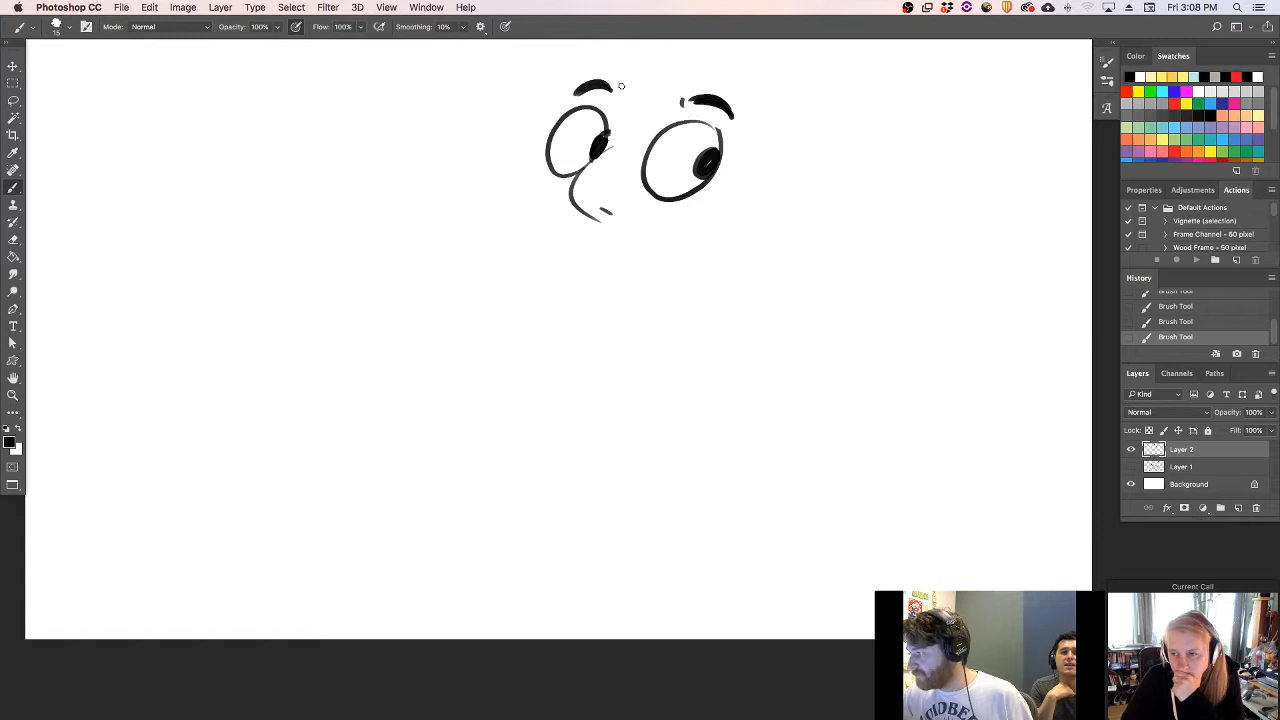 Photoshop CC File Edit Image Layer Type Select Filter 3D View Window Help Fri 3:08 PM
15 Mode: Normal Opacity: 100% Flow: 100% Smoothing: 10%
Color Swatches
Properties Adjustments Actions
Default Actions
Vignette (selection)
Frame Channel - 50 pixel
Wood Frame - 50 pixel
History
Brush Tool
Brush Tool
Brush Tool
Brush Tool
Layers Channels Paths
Kind
Normal Opacity: 100%
Lock: Fill: 100%
Layer 2
Layer 1
Background
Current Call